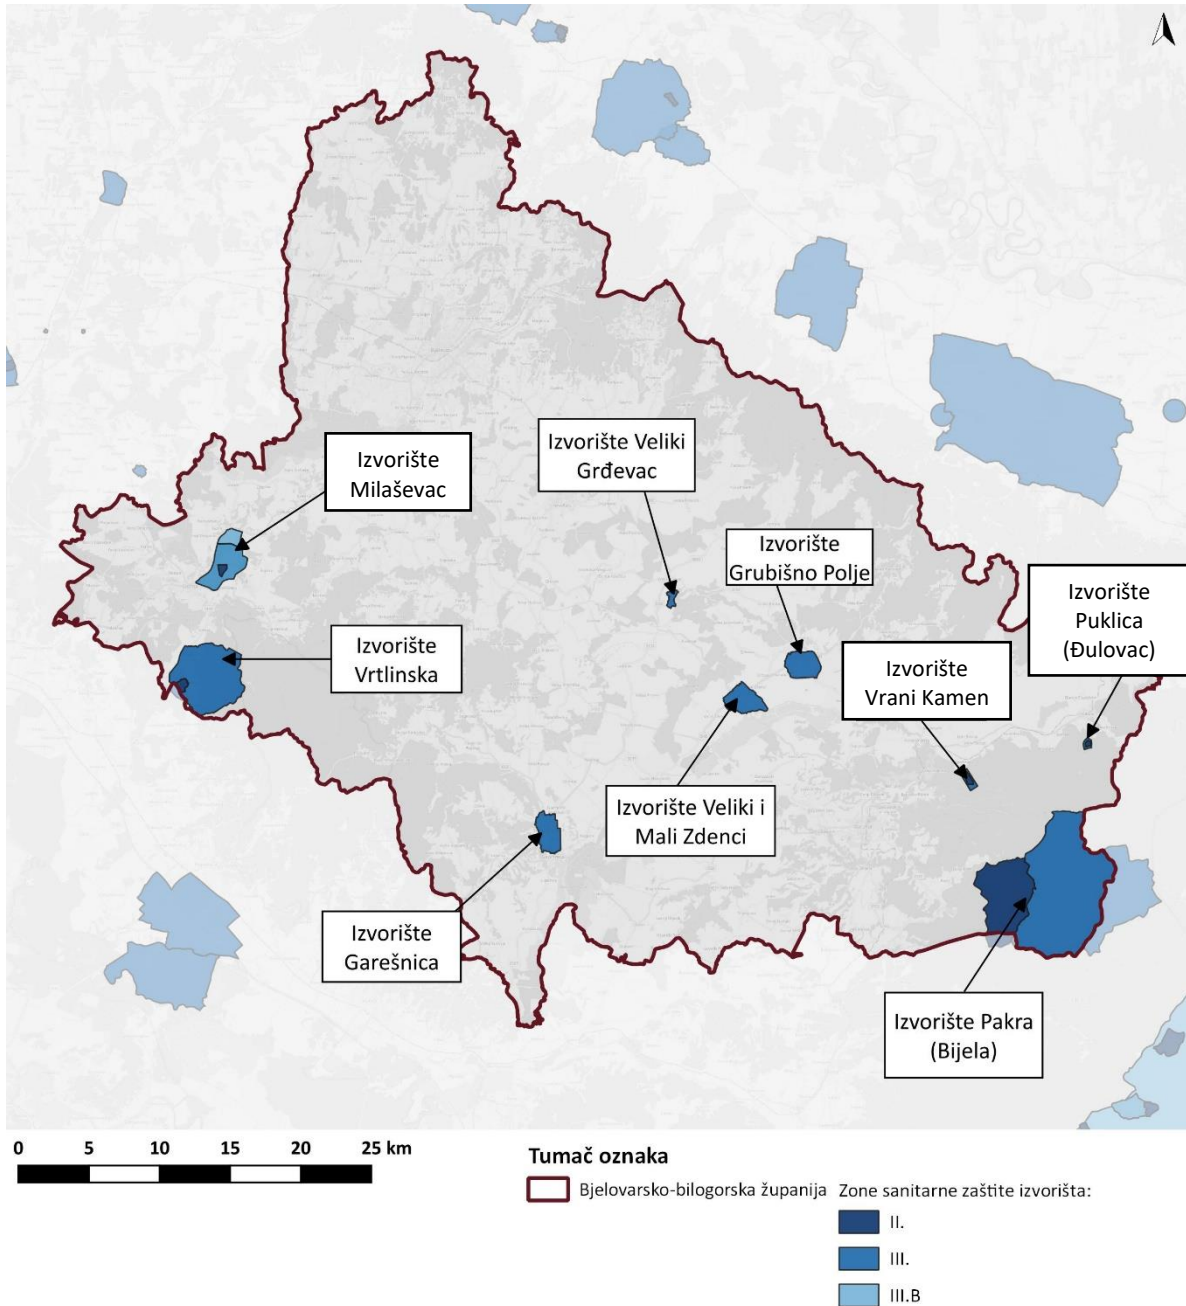 Izvorište Veliki
Grđevac
Izvorište
Milaševac
Izvorište
Grubišno Polje
Izvorište
Puklica
(Đulovac)
Izvorište
Vrtlinska
Izvorište
Vrani Kamen
Izvorište Veliki i
Mali Zdenci
Izvorište
Garešnica
Izvorište Pakra
(Bijela)
0 5 10 15 20 25 km
Tumač oznaka
Bjelovarsko-bilogorska županija
Zone sanitarne zaštite izvorišta:
II.
III.
III.B